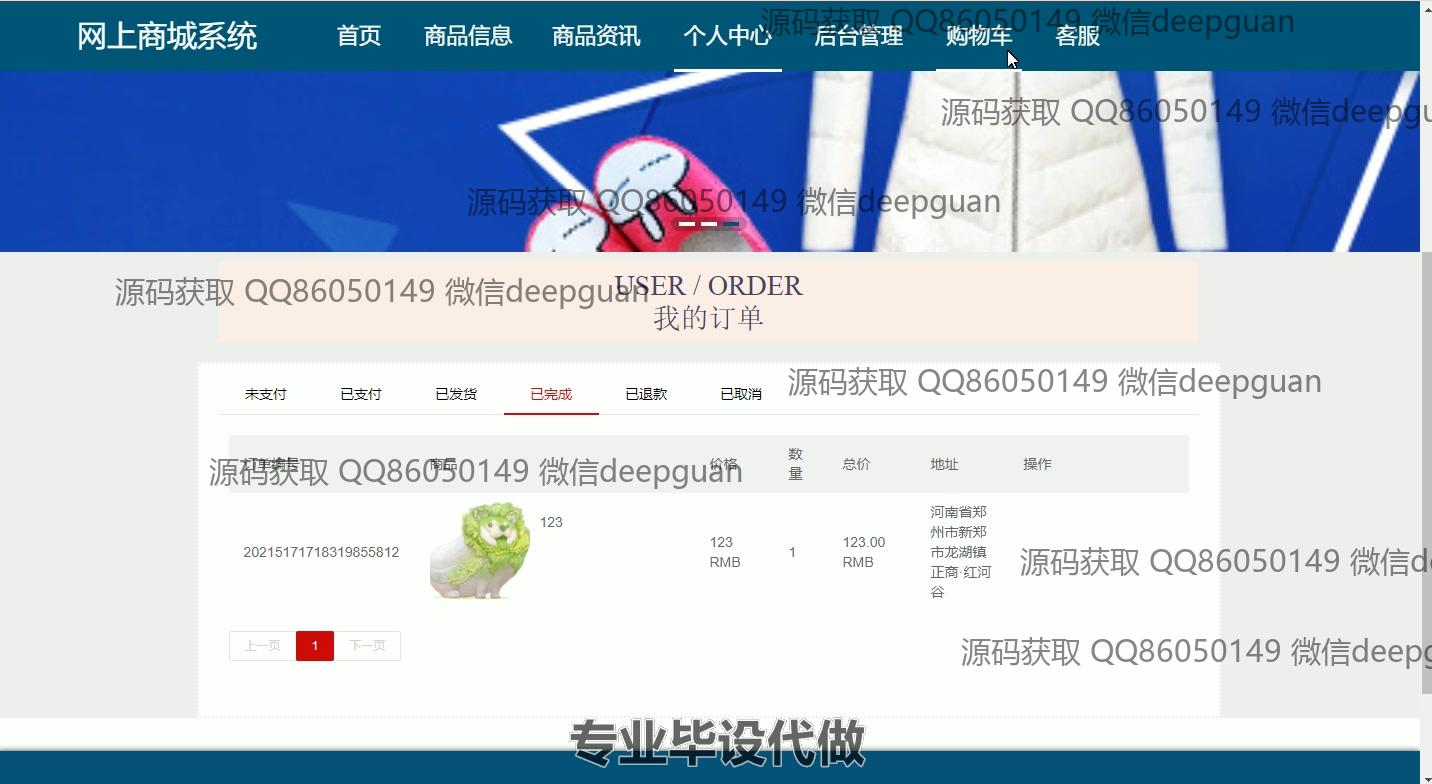 网上商城系统 首页 商品信息 商品资讯 个人中心 后台管理 购物车 客服
源码获取 QQ86050149 微信deepguan
源码获取 QQ86050149 微信deepgu
源码获取 QQ86050149 微信deepguan
USER / ORDER
源码获取 QQ86050149 微信deepguan
我的订单
未支付 已支付 已发货 已完成 已退款 已取消
源码获取 QQ86050149 微信deepguan
订单编号 商品 价格 数量 总价 地址 操作
源码获取 QQ86050149 微信deepguan
20215171718319855812 123 123 RMB 1 123.00 RMB
河南省郑
州市新郑
市龙湖镇
正商·红河
谷
源码获取 QQ86050149 微信de
上一页 1 下一页
源码获取 QQ86050149 微信deepg
专业毕设代做